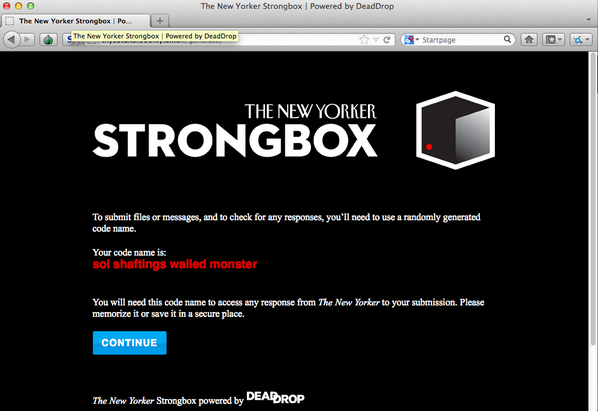 The New Yorker Strongbox | Powered by DeadDrop
The New Yorker Strongbox | Po...
The New Yorker Strongbox | Powered by DeadDrop
Startpage
THE NEW YORKER
STRONGBOX
To submit files or messages, and to check for any responses, you'll need to use a randomly generated
code name.
Your code name is:
sol shaftings wailed monster
You will need this code name to access any response from The New Yorker to your submission. Please
memorize it or save it in a secure place.
CONTINUE
The New Yorker Strongbox powered by DEAD DROP